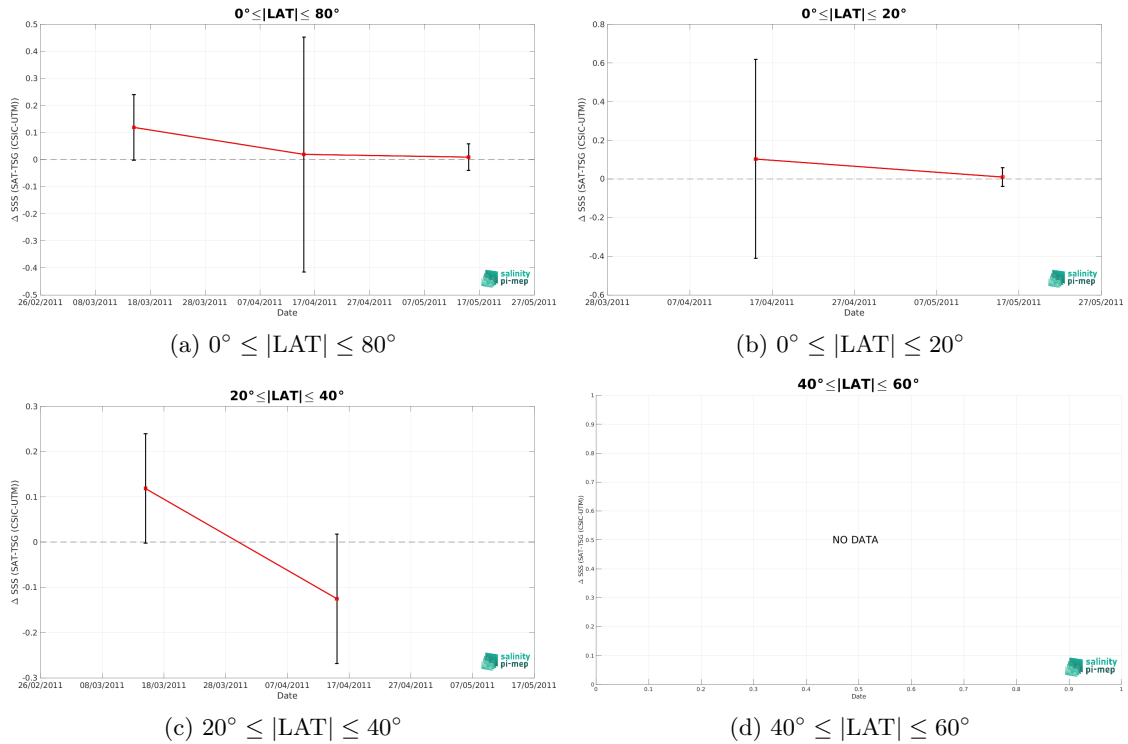 0°≤|LAT|≤ 80°
0.5
0.4
0.3
0.2
0.1
0
-0.1
-0.2
-0.3
-0.4
-0.5
Δ SSS (SAT-TSG (CSIC-UTM))
26/02/2011 08/03/2011 18/03/2011 28/03/2011 07/04/2011 17/04/2011 27/04/2011 07/05/2011 17/05/2011 27/05/2011
Date
salinity
pi-mep
(a) 0° ≤ |LAT| ≤ 80°
0°≤|LAT|≤ 20°
0.8
0.6
0.4
0.2
0
-0.2
-0.4
-0.6
Δ SSS (SAT-TSG (CSIC-UTM))
28/03/2011 07/04/2011 17/04/2011 27/04/2011 07/05/2011 17/05/2011 27/05/2011
Date
salinity
pi-mep
(b) 0° ≤ |LAT| ≤ 20°
20°≤|LAT|≤ 40°
0.3
0.2
0.1
0
-0.1
-0.2
-0.3
Δ SSS (SAT-TSG (CSIC-UTM))
26/02/2011 08/03/2011 18/03/2011 28/03/2011 07/04/2011 17/04/2011 27/04/2011 07/05/2011 17/05/2011
Date
salinity
pi-mep
(c) 20° ≤ |LAT| ≤ 40°
40°≤|LAT|≤ 60°
1
0.9
0.8
0.7
0.6
0.5
0.4
0.3
0.2
0.1
0
Δ SSS (SAT-TSG (CSIC-UTM))
NO DATA
0 0.1 0.2 0.3 0.4 0.5 0.6 0.7 0.8 0.9 1
Date
salinity
pi-mep
(d) 40° ≤ |LAT| ≤ 60°